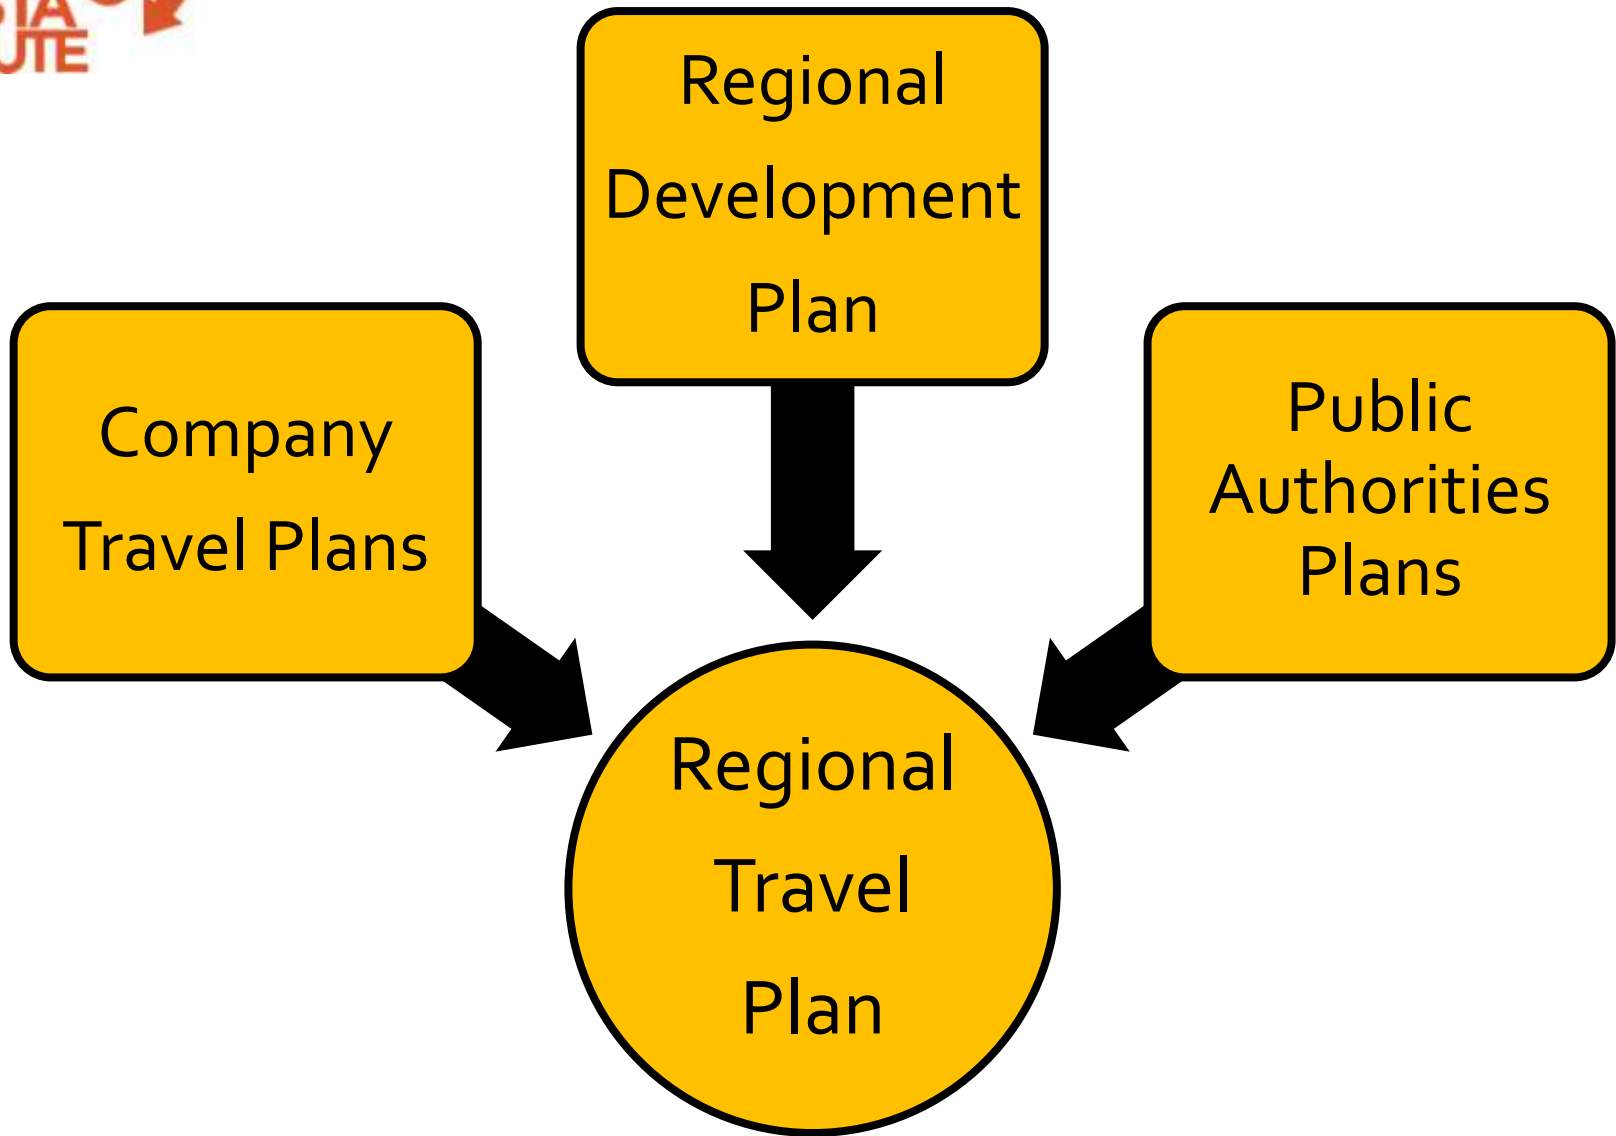 Regional
Development
Plan
Company
Travel Plans
Public
Authorities
Plans
Regional
Travel
Plan